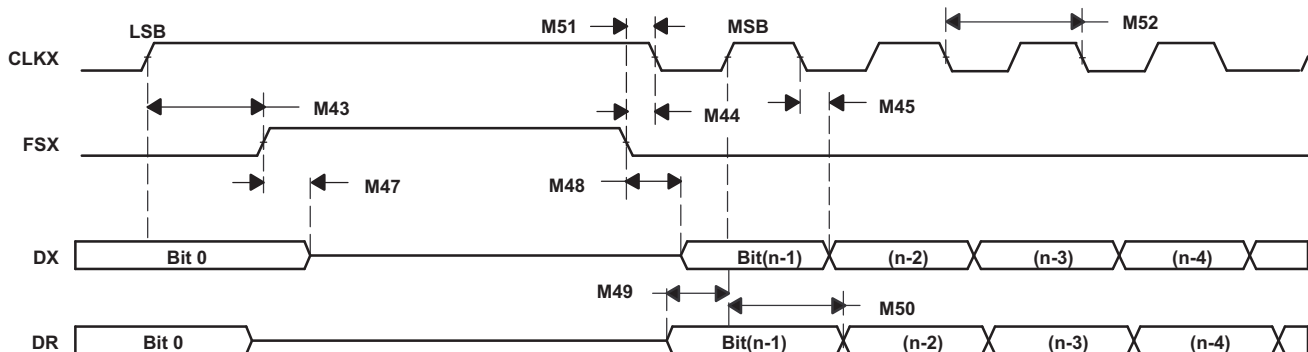 LSB M51 MSB M52
CLKX
M43 M44 M45
FSX
M47 M48
DX Bit 0 Bit(n-1) (n-2) (n-3) (n-4)
M49 M50
DR Bit 0 Bit(n-1) (n-2) (n-3) (n-4)